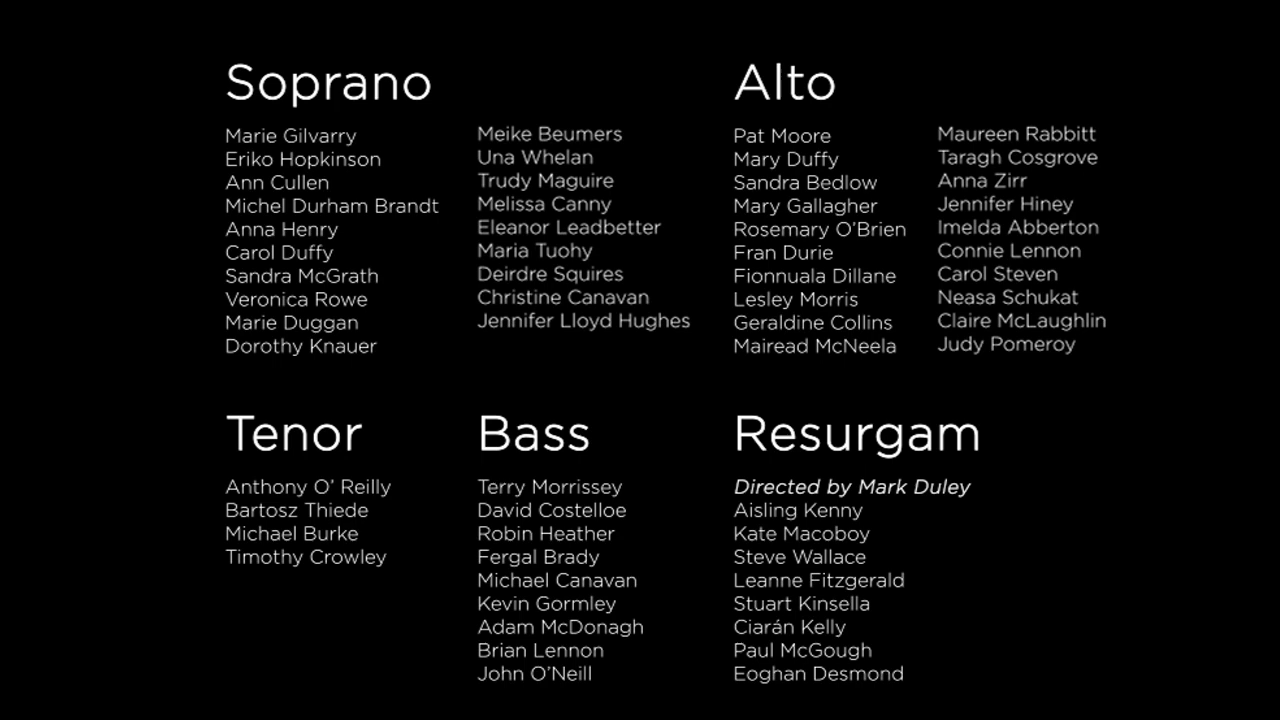 Soprano
Marie Gilvarry
Eriko Hopkinson
Ann Cullen
Michel Durham Brandt
Anna Henry
Carol Duffy
Sandra McGrath
Veronica Rowe
Marie Duggan
Dorothy Knauer
Meike Beumers
Una Whelan
Trudy Maguire
Melissa Canny
Eleanor Leadbetter
Maria Tuohy
Deirdre Squires
Christine Canavan
Jennifer Lloyd Hughes
Alto
Pat Moore
Mary Duffy
Sandra Bedlow
Mary Gallagher
Rosemary O’Brien
Fran Durie
Fionnuala Dillane
Lesley Morris
Geraldine Collins
Mairead McNeela
Maureen Rabbitt
Taragh Cosgrove
Anna Zirr
Jennifer Hiney
Imelda Abberton
Connie Lennon
Carol Steven
Neasa Schukat
Claire McLaughlin
Judy Pomeroy
Tenor
Anthony O’ Reilly
Bartosz Thiede
Michael Burke
Timothy Crowley
Bass
Terry Morrissey
David Costelloe
Robin Heather
Fergal Brady
Michael Canavan
Kevin Gormley
Adam McDonagh
Brian Lennon
John O’Neill
Resurgam
Directed by Mark Duley
Aisling Kenny
Kate Macoboy
Steve Wallace
Leanne Fitzgerald
Stuart Kinsella
Ciarán Kelly
Paul McGough
Eoghan Desmond